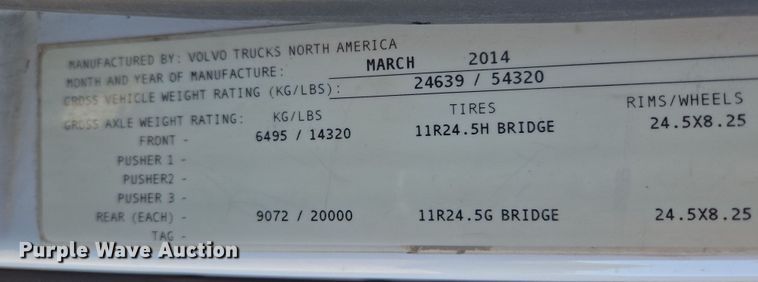 MANUFACTURED BY: VOLVO TRUCKS NORTH AMERICA
MONTH AND YEAR OF MANUFACTURE: MARCH 2014
GROSS VEHICLE WEIGHT RATING (KG/LBS): 24639 / 54320
GROSS AXLE WEIGHT RATING: KG/LBS TIRES RIMS/WHEELS
FRONT - 6495 / 14320 11R24.5H BRIDGE 24.5X8.25
PUSHER 1 -
PUSHER2 -
PUSHER 3 -
REAR (EACH) - 9072 / 20000 11R24.5G BRIDGE 24.5X8.25
TAG -
Purple Wave Auction